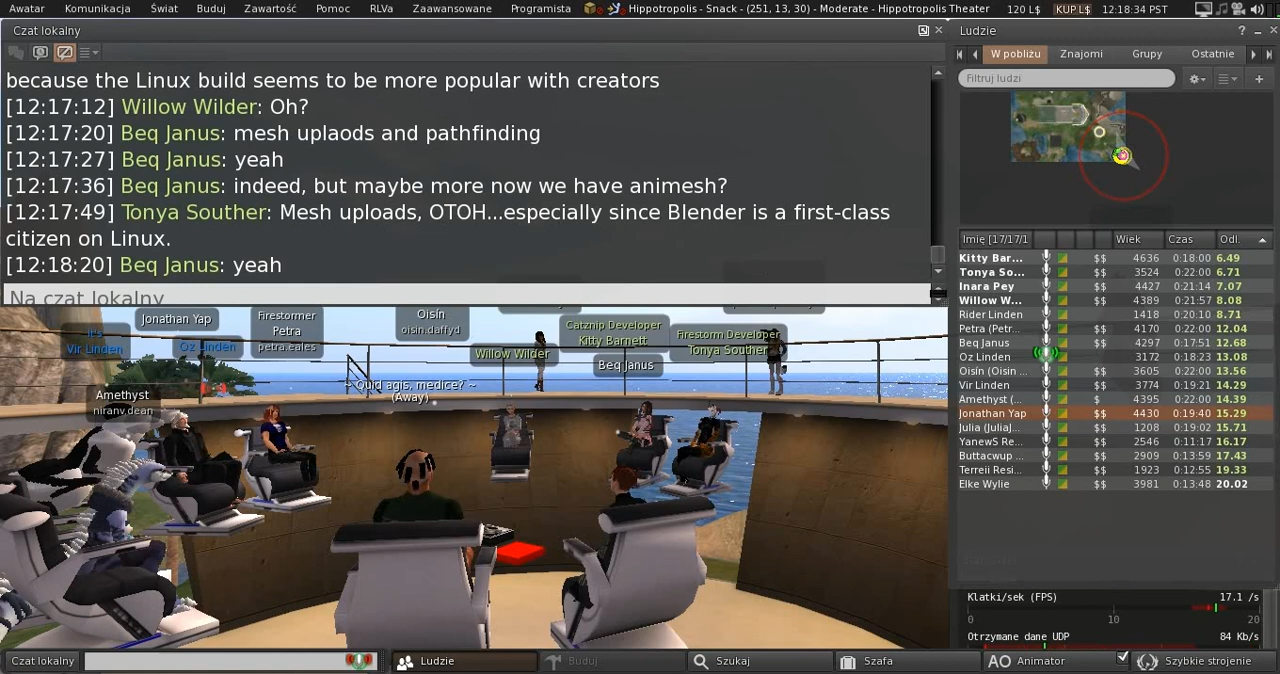 Awatar Komunikacja Świat Buduj Zawartość Pomoc RLVa Zaawansowane Programista Hippotropolis - Snack - (251, 13, 30) - Moderate - Hippotropolis Theater 120 L$ KUP L$ 12:18:34 PST
Czat lokalny
because the Linux build seems to be more popular with creators
[12:17:12] Willow Wilder: Oh?
[12:17:20] Beq Janus: mesh uplaods and pathfinding
[12:17:27] Beq Janus: yeah
[12:17:36] Beq Janus: indeed, but maybe more now we have animesh?
[12:17:49] Tonya Souther: Mesh uploads, OTOH...especially since Blender is a first-class
citizen on Linux.
[12:18:20] Beq Janus: yeah
Na czat lokalny
Ludzie
W pobliżu Znajomi Grupy Ostatnie
Filtruj ludzi
Imię [17/17/1 Wiek Czas Odl.
Kitty Bar... $$ 4636 0:18:00 6.49
Tonya So... $$ 3524 0:22:00 6.71
Inara Pey $$ 4427 0:21:14 7.07
Willow W... $$ 4389 0:21:57 8.08
Rider Linden $$ 1418 0:20:10 8.71
Petra (Petr... $$ 4170 0:22:00 12.04
Beq Janus $$ 4297 0:17:51 12.68
Oz Linden $$ 3172 0:18:23 13.08
Oisín (Oisin ... $$ 3605 0:22:00 13.56
Vir Linden $$ 3774 0:19:21 14.29
Amethyst (... $ 4395 0:22:00 14.39
Jonathan Yap $$ 4430 0:19:40 15.29
Julia (JuliaJ... $$ 1208 0:19:02 15.71
YanewS Re... $$ 2546 0:11:17 16.17
Buttacwup ... $$ 2909 0:13:59 17.43
Terreii Resi... $$ 1923 0:12:55 19.33
Elke Wylie $$ 3981 0:13:48 20.02
It's
Vir Linden
Jonathan Yap
Oz Linden
Firestormer
Petra
petra.eales
Oisín
oisin.daffyd
Willow Wilder
Catznip Developer
Kitty Barnett
Beq Janus
Firestorm Developer
Tonya Souther
Amethyst
niranv.dean
~ Quid agis, medice? ~
(Away)
Klatki/sek (FPS) 17.1 /s
0 10 20
Otrzymane dane UDP 84 Kb/s
Czat lokalny Ludzie Buduj Szukaj Szafa AO Animator Szybkie strojenie